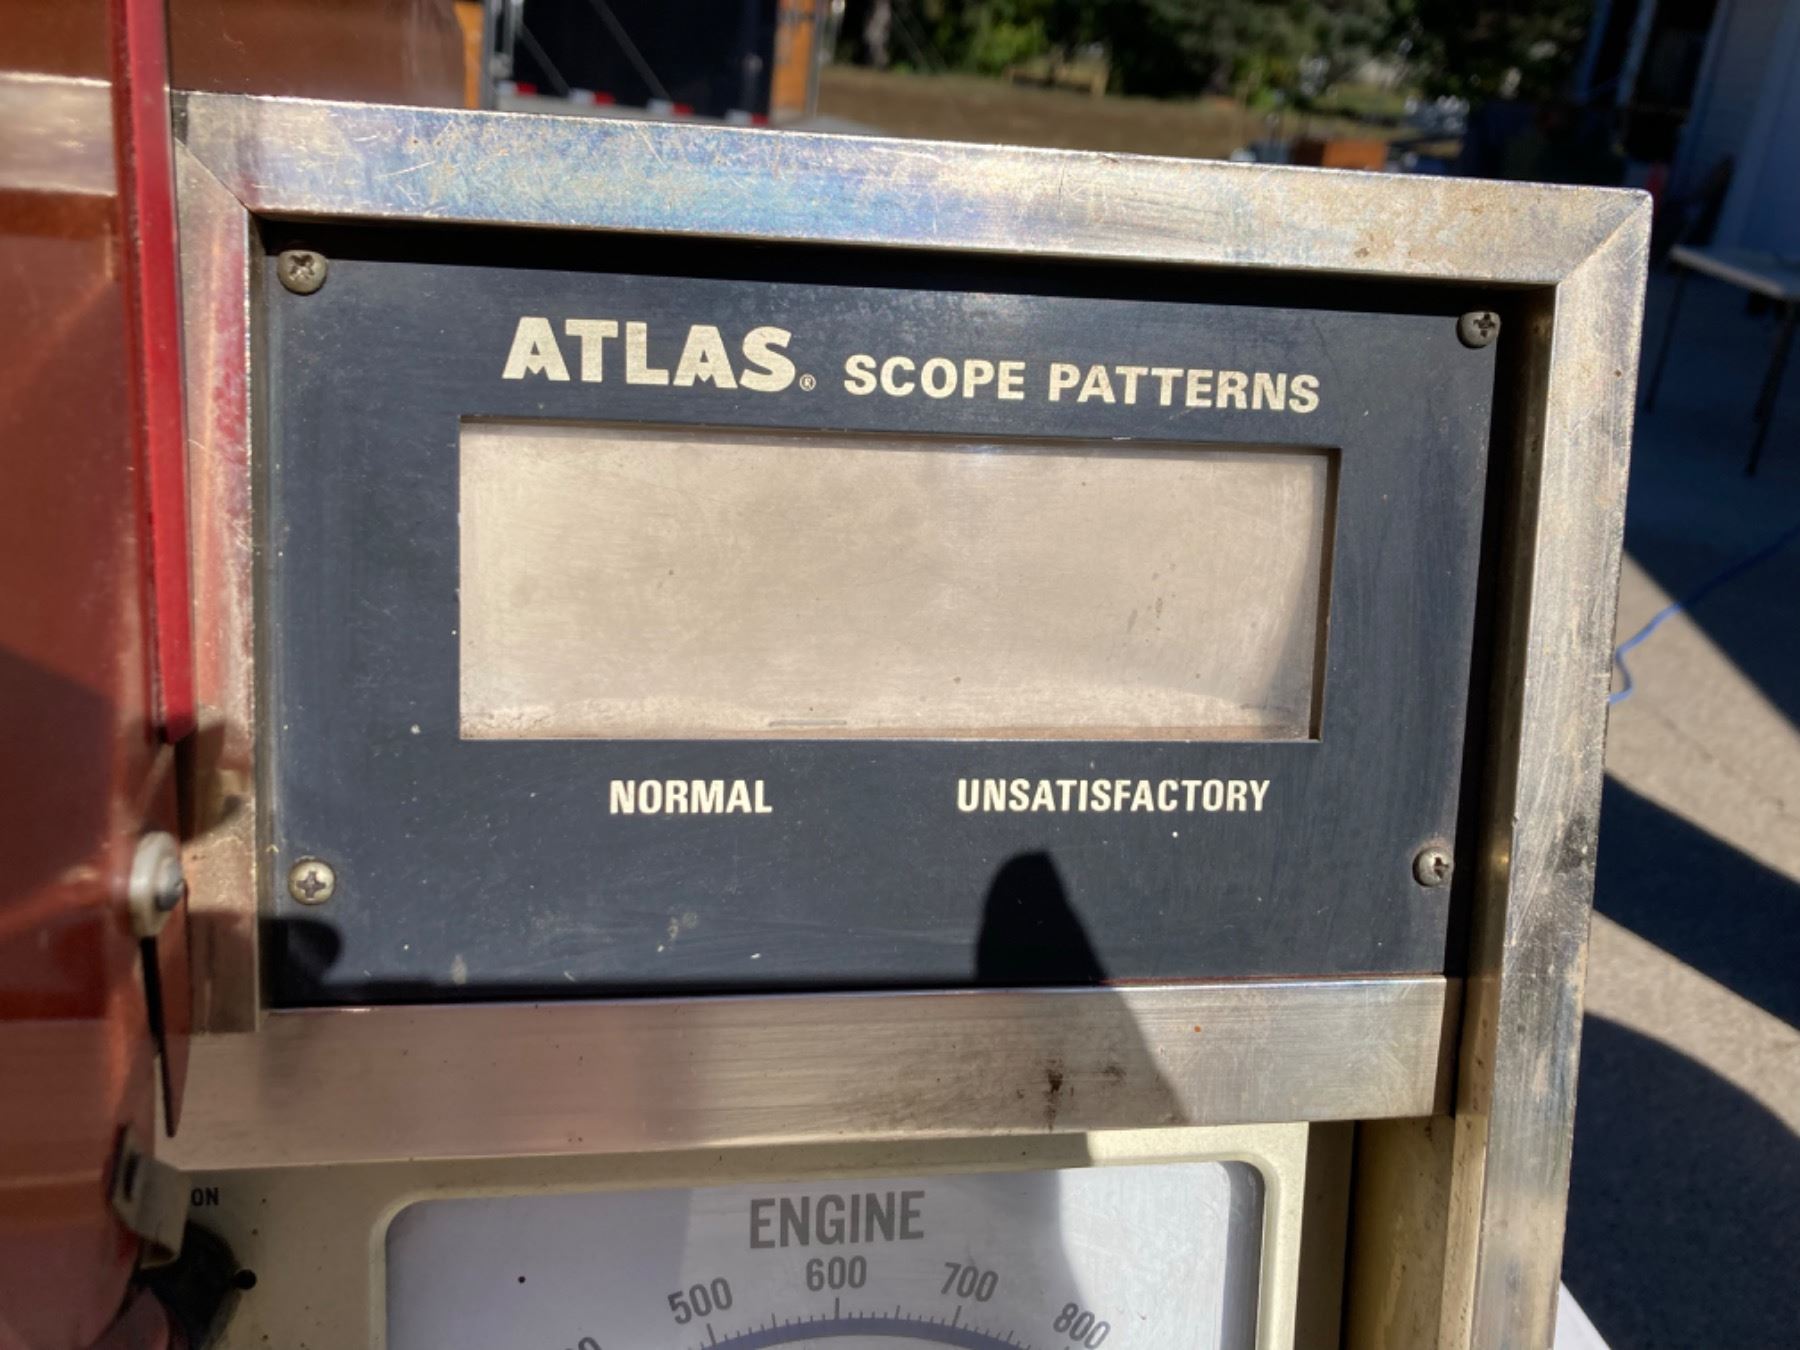 ATLAS® SCOPE PATTERNS
NORMAL UNSATISFACTORY
ON
ENGINE
500 600 700 800